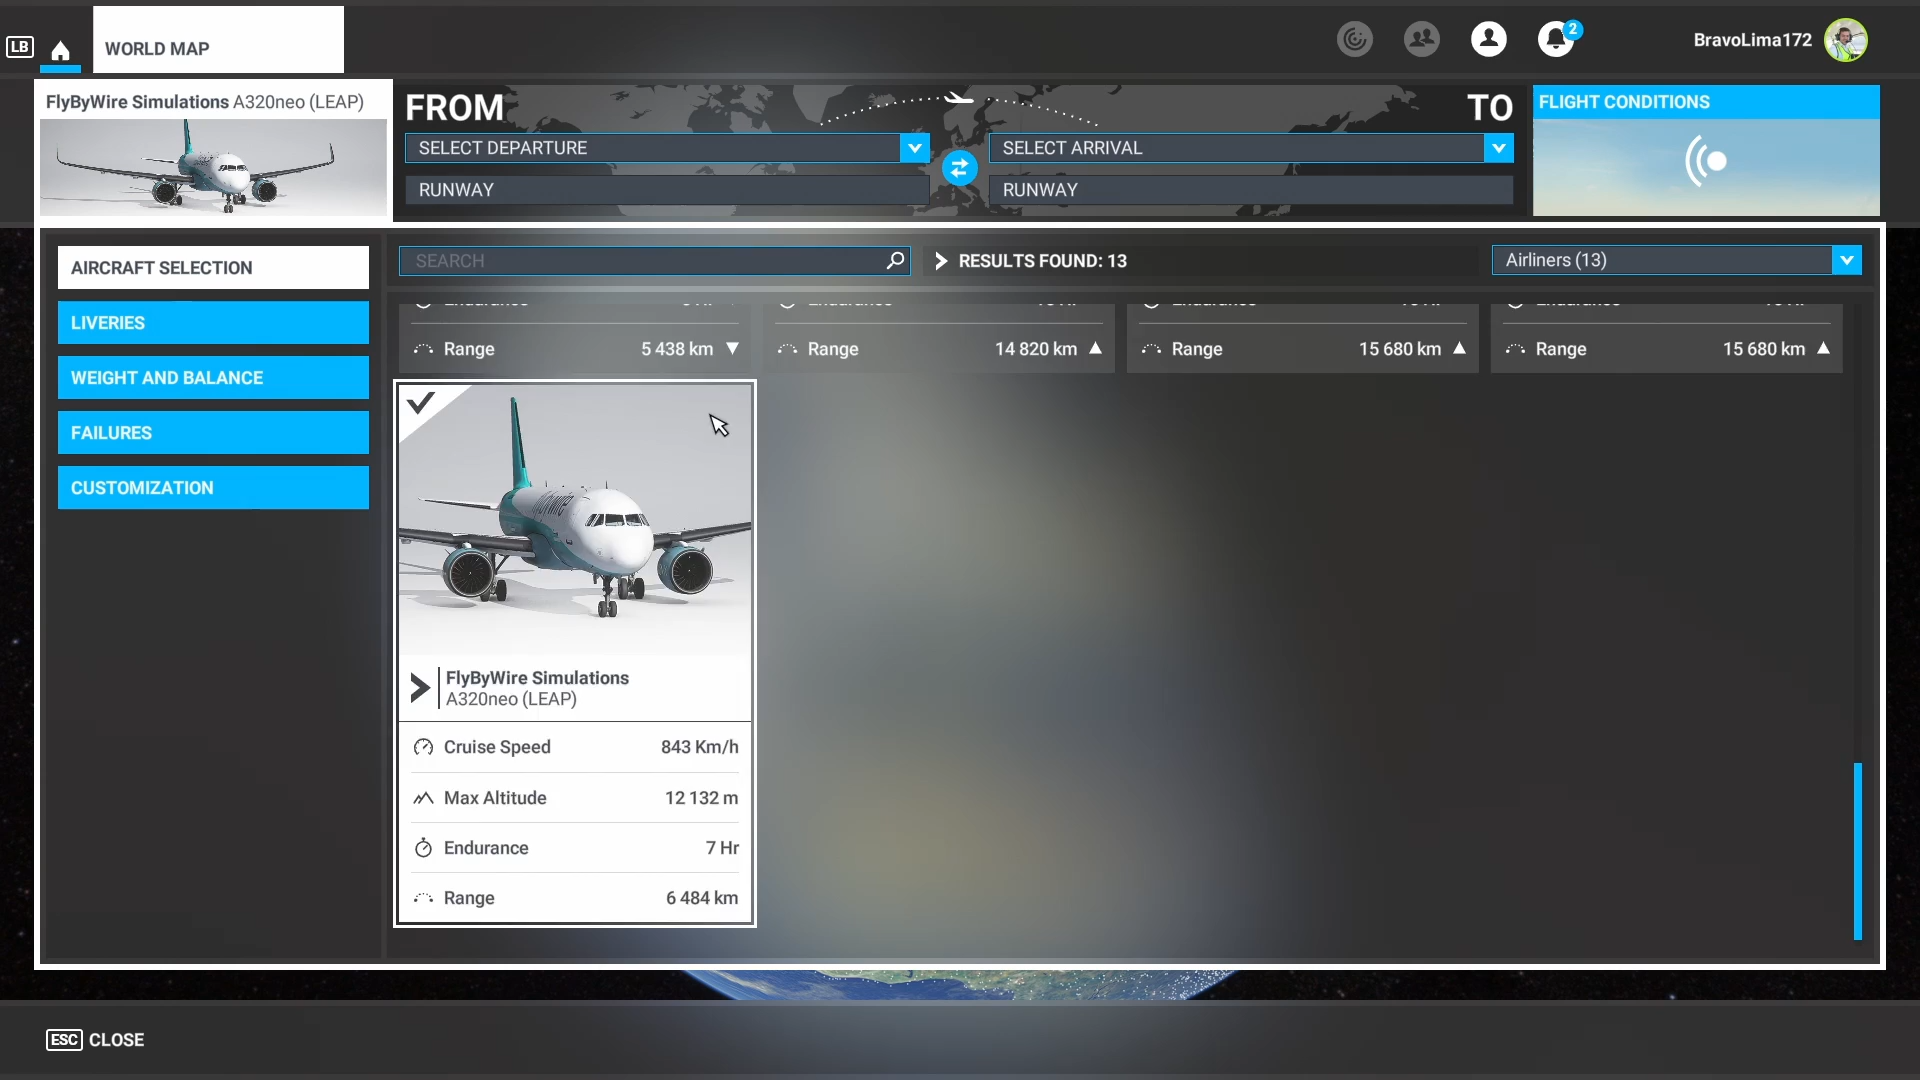 LB
WORLD MAP
2
BravoLima172
FlyByWire Simulations A320neo (LEAP)
FROM
TO
SELECT DEPARTURE
RUNWAY
SELECT ARRIVAL
RUNWAY
FLIGHT CONDITIONS
AIRCRAFT SELECTION
LIVERIES
WEIGHT AND BALANCE
FAILURES
CUSTOMIZATION
SEARCH
RESULTS FOUND: 13
Airliners (13)
Range 5 438 km
Range 14 820 km
Range 15 680 km
Range 15 680 km
FlyByWire Simulations
A320neo (LEAP)
Cruise Speed 843 Km/h
Max Altitude 12 132 m
Endurance 7 Hr
Range 6 484 km
ESC CLOSE